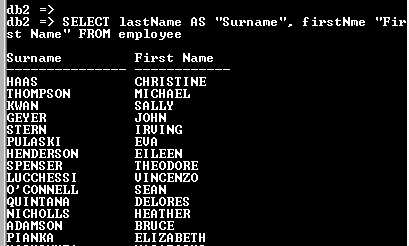 db2 =>
db2 => SELECT lastName AS "Surname", firstNme "Fir
st Name" FROM employee
Surname First Name
--------------- ------------
HAAS CHRISTINE
THOMPSON MICHAEL
KWAN SALLY
GEYER JOHN
STERN IRVING
PULASKI EVA
HENDERSON EILEEN
SPENSER THEODORE
LUCCHESSI VINCENZO
O'CONNELL SEAN
QUINTANA DELORES
NICHOLLS HEATHER
ADAMSON BRUCE
PIANKA ELIZABETH